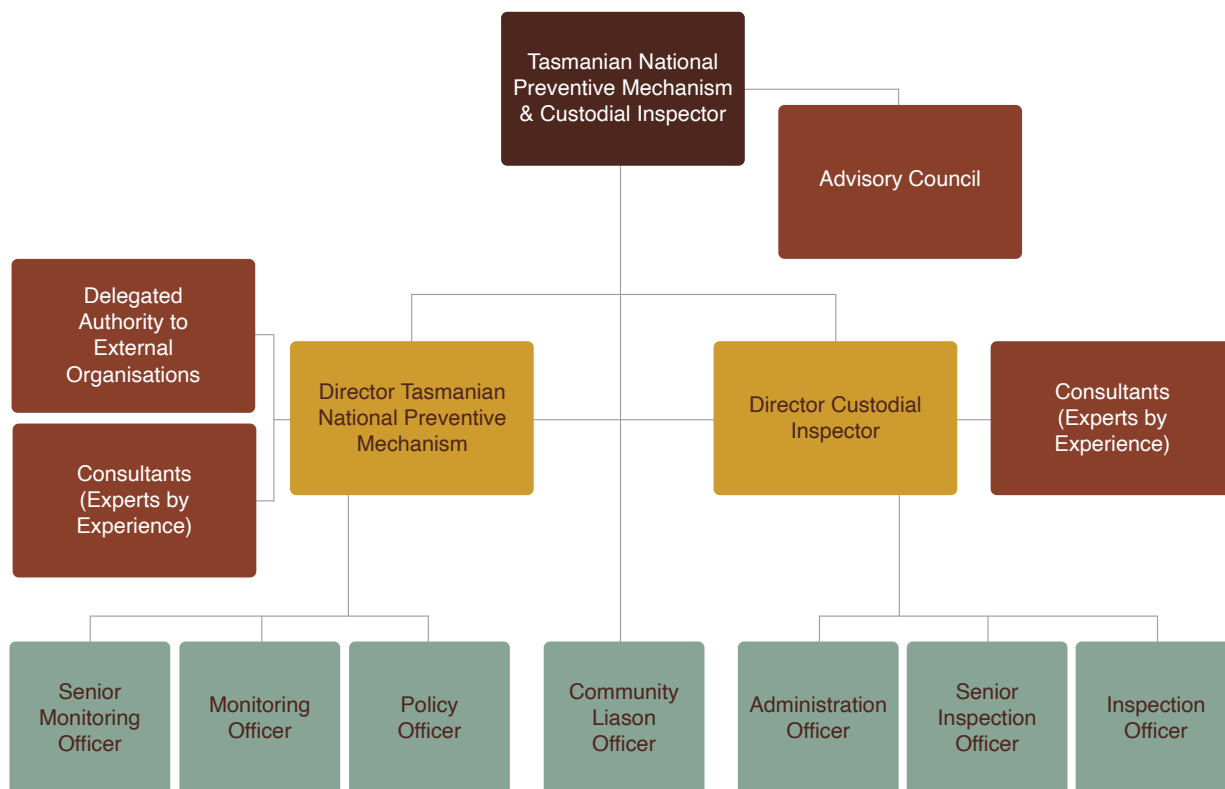 Tasmanian National
Preventive Mechanism
& Custodial Inspector
Advisory Council
Delegated
Authority to
External
Organisations
Director Tasmanian
National Preventive
Mechanism
Director Custodial
Inspector
Consultants
(Experts by
Experience)
Consultants
(Experts by
Experience)
Senior
Monitoring
Officer
Monitoring
Officer
Policy
Officer
Community
Liason
Officer
Administration
Officer
Senior
Inspection
Officer
Inspection
Officer